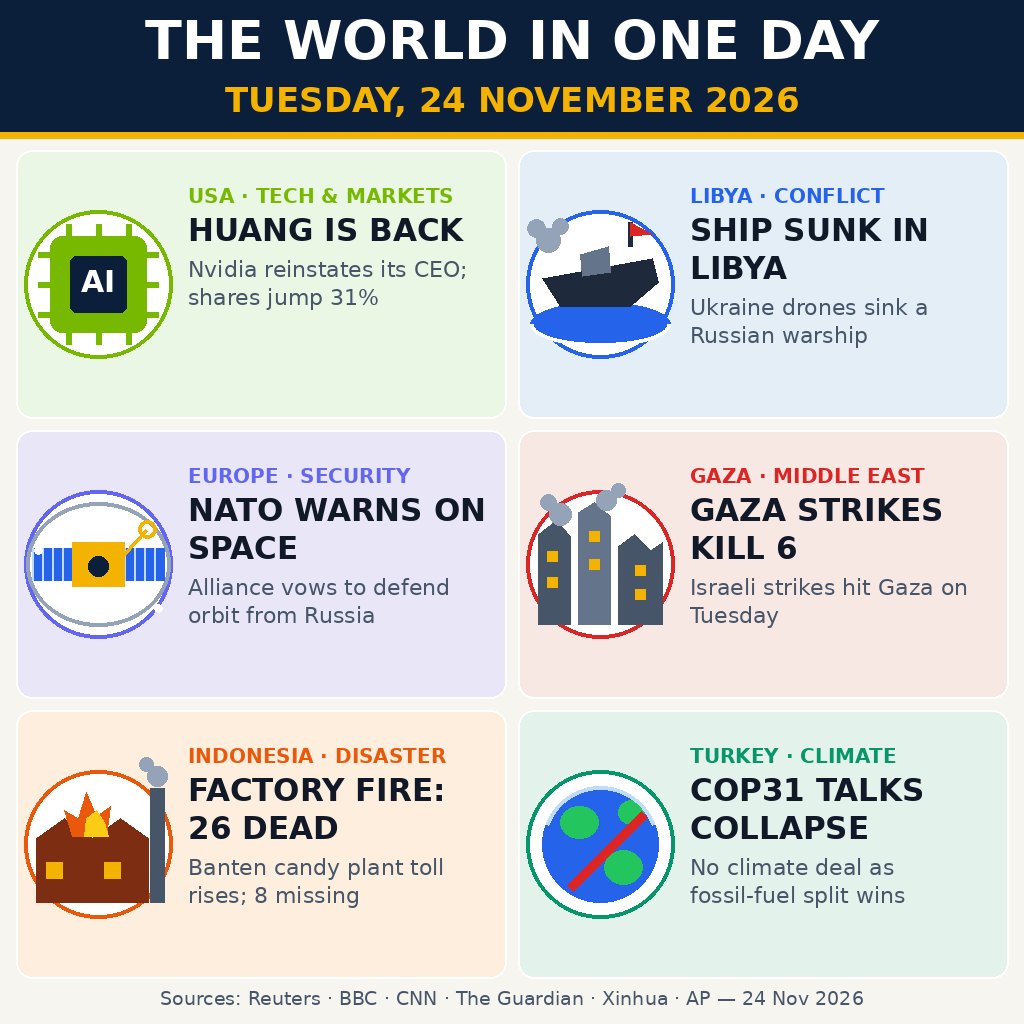 THE WORLD IN ONE DAY
TUESDAY, 24 NOVEMBER 2026
USA · TECH & MARKETS
HUANG IS BACK
Nvidia reinstates its CEO;
shares jump 31%
AI
LIBYA · CONFLICT
SHIP SUNK IN
LIBYA
Ukraine drones sink a
Russian warship
EUROPE · SECURITY
NATO WARNS ON
SPACE
Alliance vows to defend
orbit from Russia
GAZA · MIDDLE EAST
GAZA STRIKES
KILL 6
Israeli strikes hit Gaza on
Tuesday
INDONESIA · DISASTER
FACTORY FIRE:
26 DEAD
Banten candy plant toll
rises; 8 missing
TURKEY · CLIMATE
COP31 TALKS
COLLAPSE
No climate deal as
fossil-fuel split wins
Sources: Reuters · BBC · CNN · The Guardian · Xinhua · AP — 24 Nov 2026